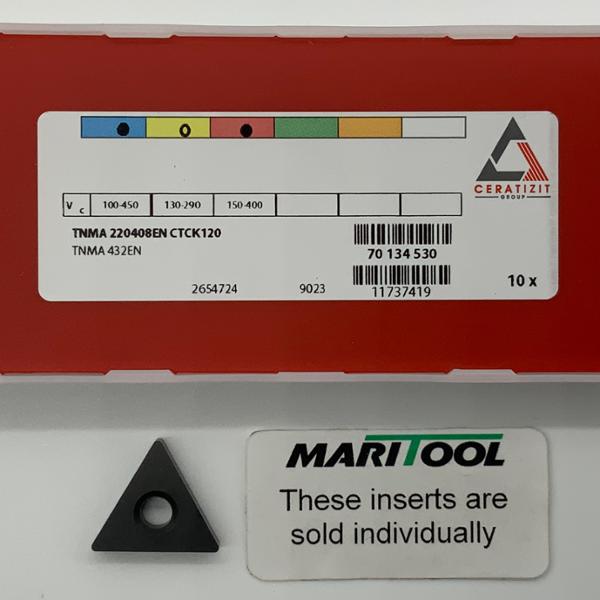 CERATIZIT
GROUP
Vc 100-450 130-290 150-400
TNMA 220408EN CTCK120
TNMA 432EN
70 134 530
2654724 9023 11737419
10 x
MARITOOL
These inserts are
sold individually